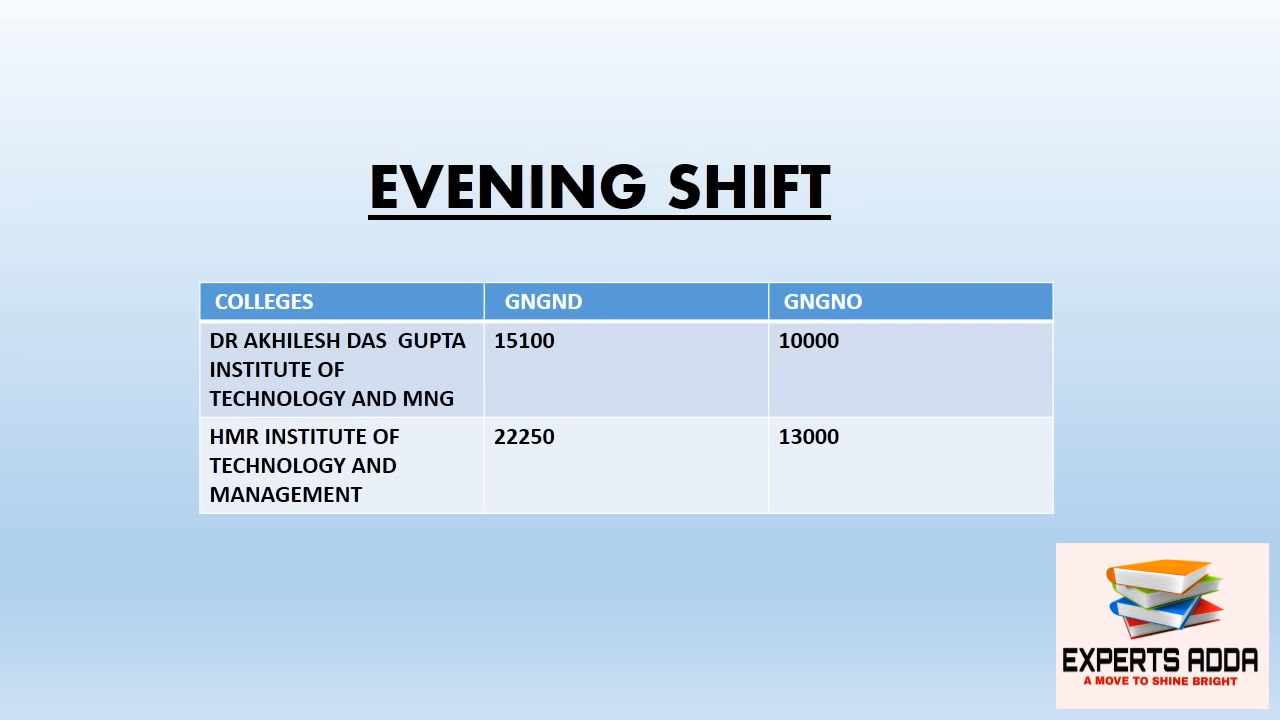 EVENING SHIFT
COLLEGES GNGND GNGNO
DR AKHILESH DAS GUPTA 15100 10000
INSTITUTE OF
TECHNOLOGY AND MNG
HMR INSTITUTE OF 22250 13000
TECHNOLOGY AND
MANAGEMENT
EXPERTS ADDA
A MOVE TO SHINE BRIGHT